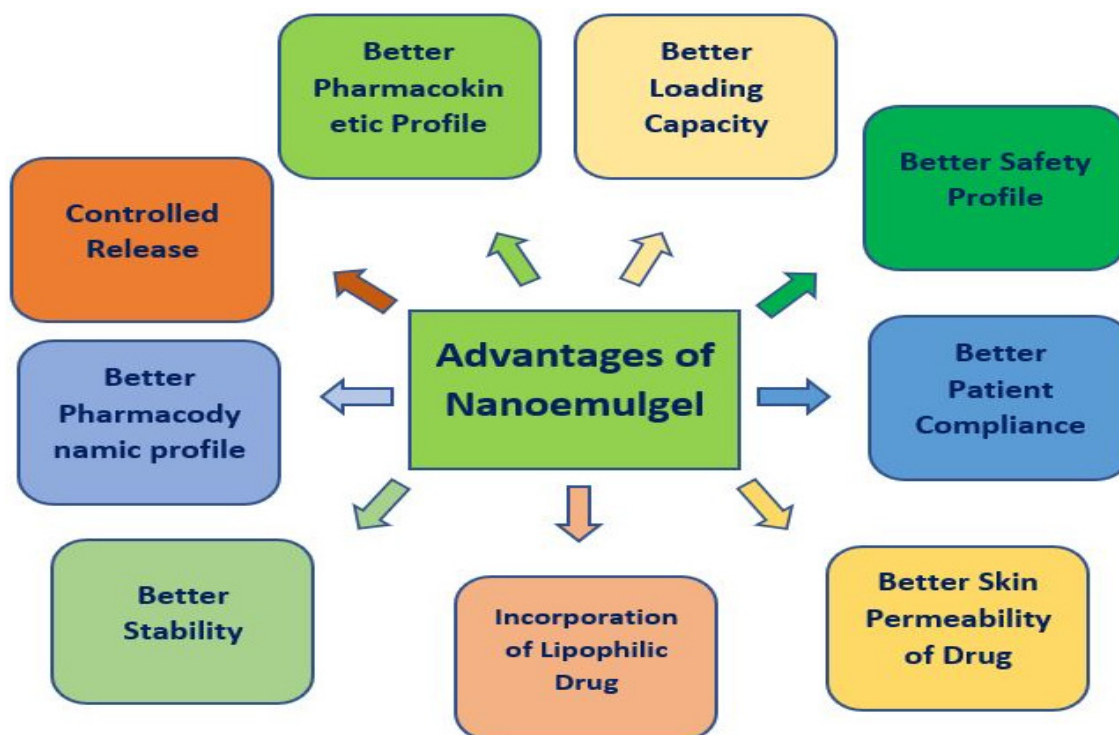 Better
Pharmacokin
etic Profile
Better
Loading
Capacity
Better Safety
Profile
Controlled
Release
Advantages of
Nanoemulgel
Better
Patient
Compliance
Better
Pharmacody
namic profile
Better
Stability
Incorporation
of Lipophilic
Drug
Better Skin
Permeability
of Drug